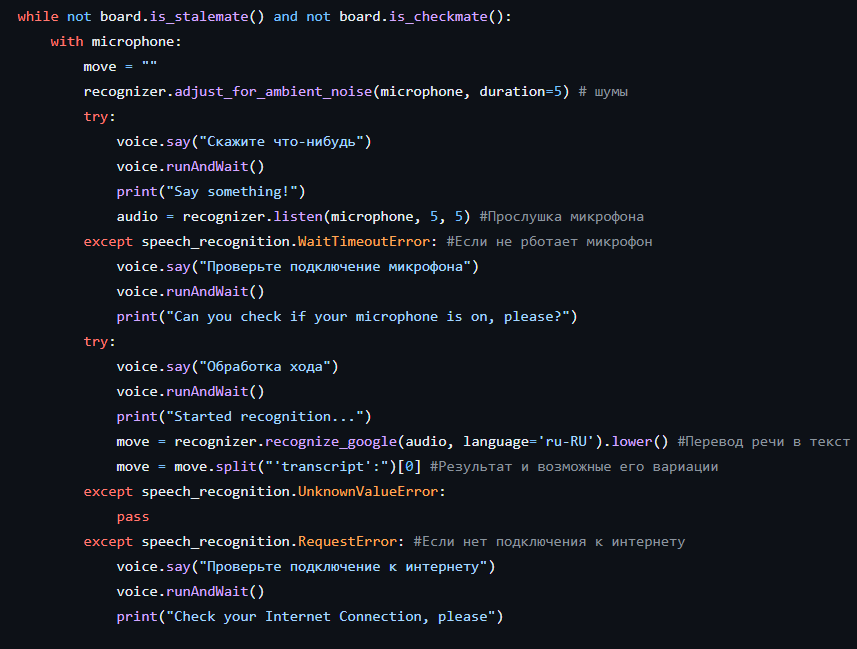 while not board.is_stalemate() and not board.is_checkmate():
    with microphone:
        move = ""
        recognizer.adjust_for_ambient_noise(microphone, duration=5) # шумы
        try:
            voice.say("Скажите что-нибудь")
            voice.runAndWait()
            print("Say something!")
            audio = recognizer.listen(microphone, 5, 5) #Прослушка микрофона
        except speech_recognition.WaitTimeoutError: #Если не рботает микрофон
            voice.say("Проверьте подключение микрофона")
            voice.runAndWait()
            print("Can you check if your microphone is on, please?")
        try:
            voice.say("Обработка хода")
            voice.runAndWait()
            print("Started recognition...")
            move = recognizer.recognize_google(audio, language='ru-RU').lower() #Перевод речи в текст
            move = move.split("'transcript':")[0] #Результат и возможные его вариации
        except speech_recognition.UnknownValueError:
            pass
        except speech_recognition.RequestError: #Если нет подключения к интернету
            voice.say("Проверьте подключение к интернету")
            voice.runAndWait()
            print("Check your Internet Connection, please")